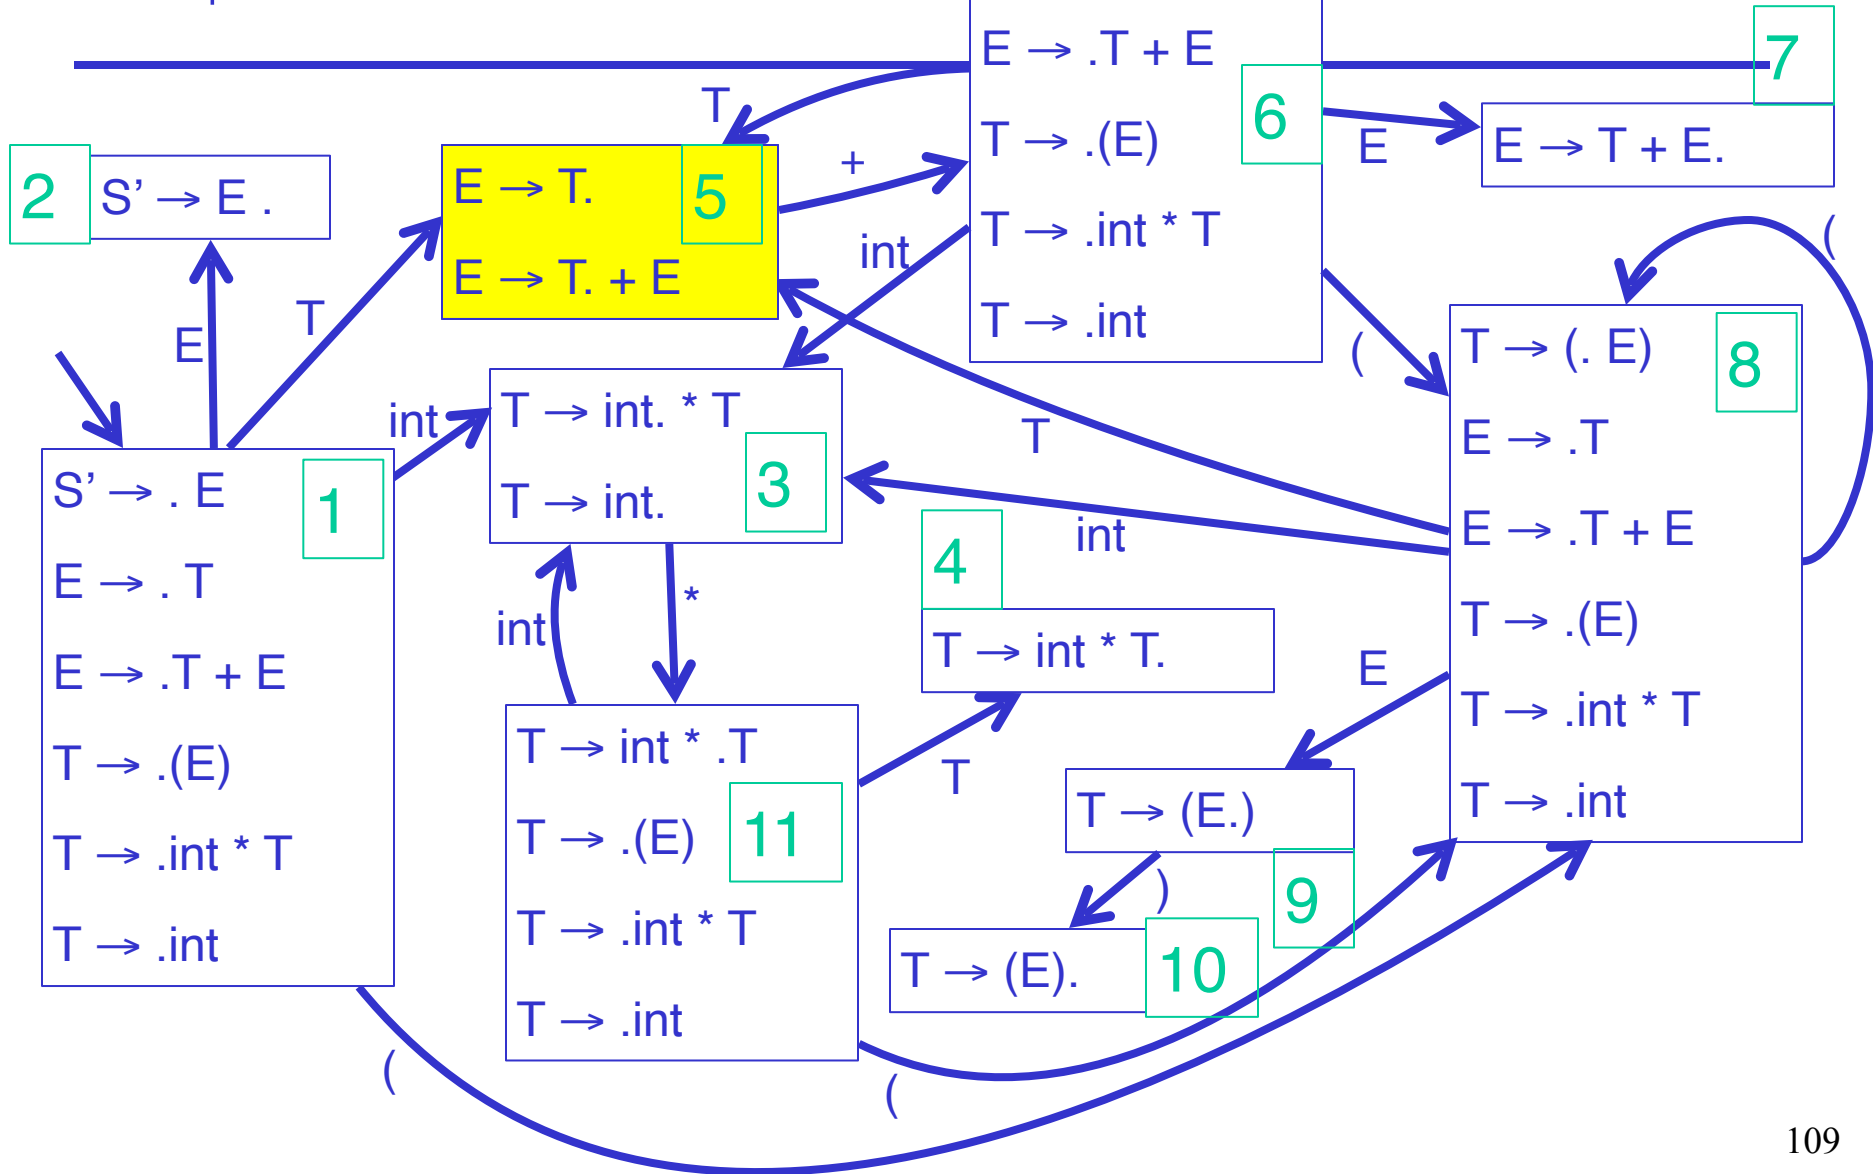 E → .T + E
T → .(E)
T → .int * T
T → .int
6
7
E → T + E.
E
T
+
int
(
(
2
S’ → E .
E → T.
E → T. + E
5
E
T
int
T → int. * T
T → int.
3
T
int
T → (. E)
E → .T
E → .T + E
T → .(E)
T → .int * T
T → .int
8
S’ → . E
E → . T
E → .T + E
T → .(E)
T → .int * T
T → .int
1
int
*
4
T → int * T.
T → int * .T
T → .(E)
T → .int * T
T → .int
11
T
E
T → (E.)
9
)
T → (E).
10
(
(
109